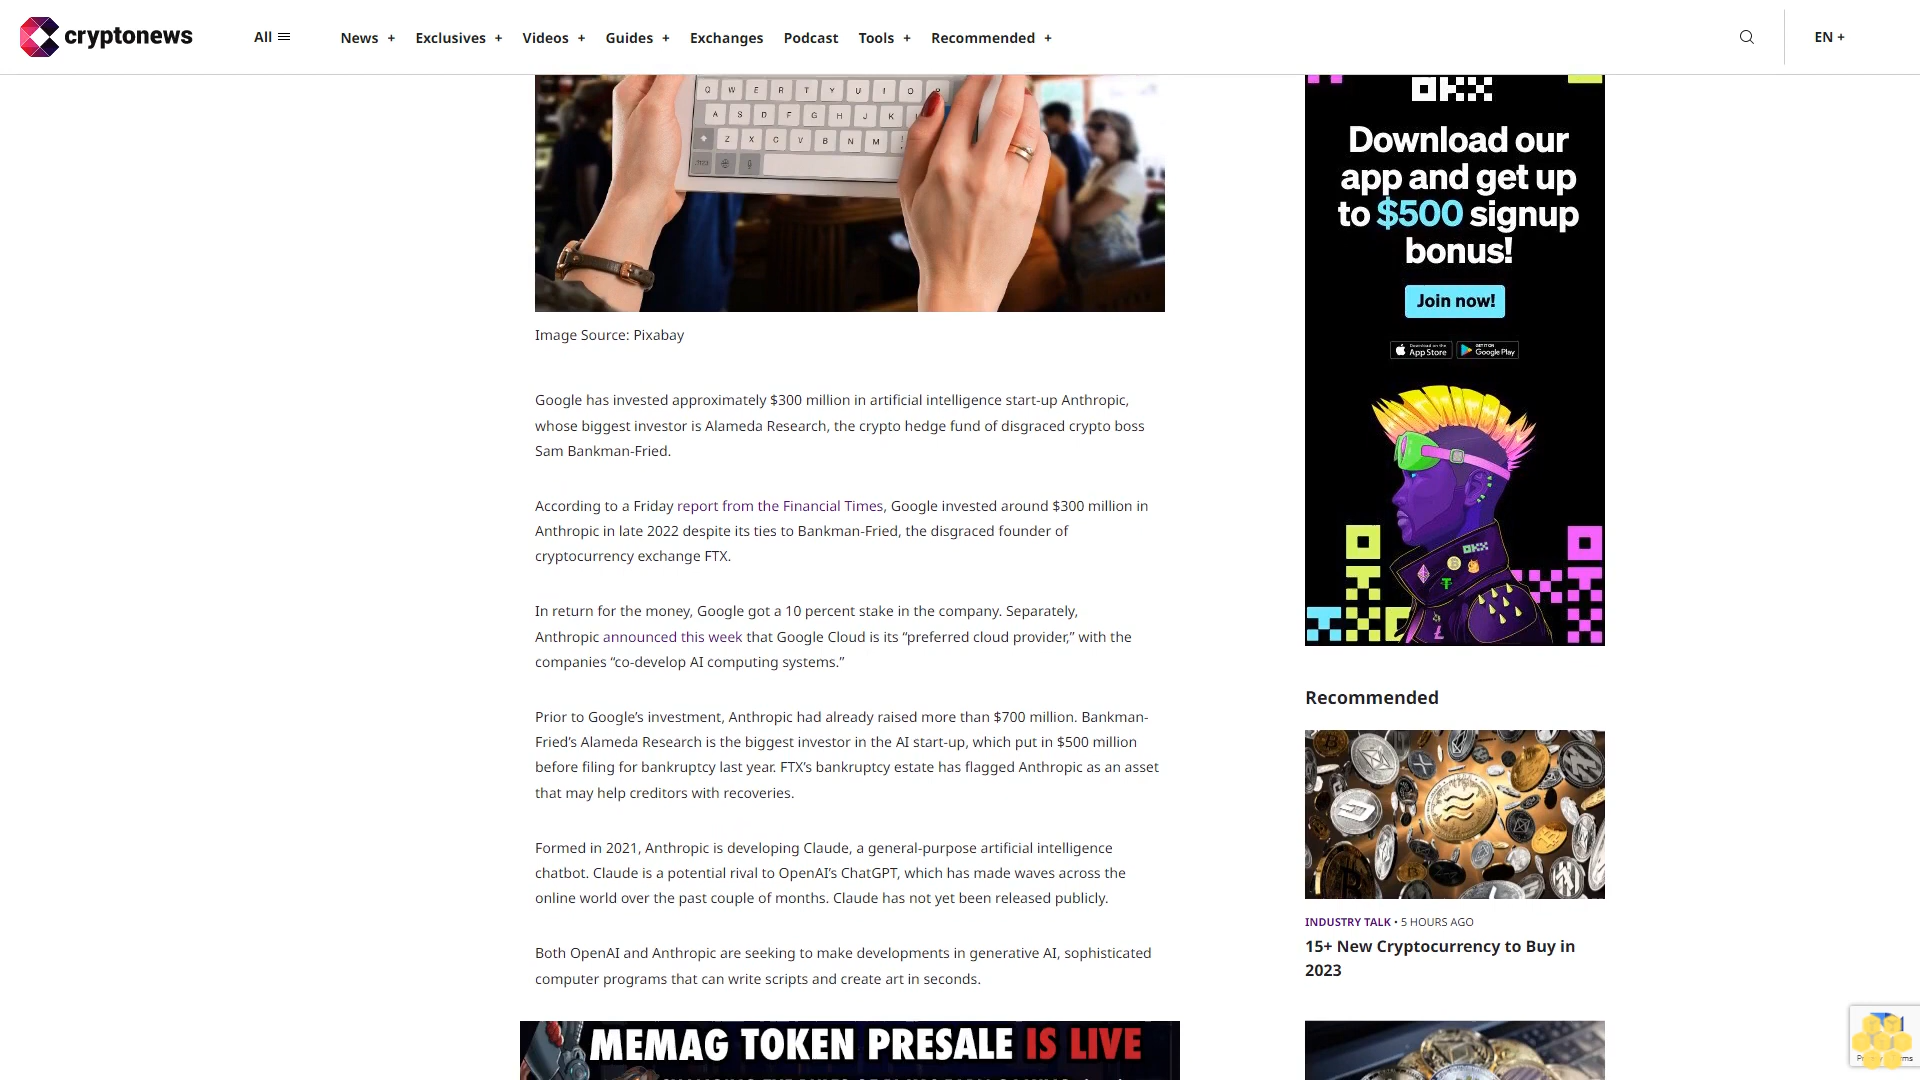 cryptonews
All
News +
Exclusives +
Videos +
Guides +
Exchanges
Podcast
Tools +
Recommended +
EN +
Q W E R T Y U I O P
A S D F G H J K
Z X C V B N M
Image Source: Pixabay
Google has invested approximately $300 million in artificial intelligence start-up Anthropic,
whose biggest investor is Alameda Research, the crypto hedge fund of disgraced crypto boss
Sam Bankman-Fried.
According to a Friday report from the Financial Times, Google invested around $300 million in
Anthropic in late 2022 despite its ties to Bankman-Fried, the disgraced founder of
cryptocurrency exchange FTX.
In return for the money, Google got a 10 percent stake in the company. Separately,
Anthropic announced this week that Google Cloud is its “preferred cloud provider,” with the
companies “co-develop AI computing systems.”
Prior to Google’s investment, Anthropic had already raised more than $700 million. Bankman-
Fried’s Alameda Research is the biggest investor in the AI start-up, which put in $500 million
before filing for bankruptcy last year. FTX’s bankruptcy estate has flagged Anthropic as an asset
that may help creditors with recoveries.
Formed in 2021, Anthropic is developing Claude, a general-purpose artificial intelligence
chatbot. Claude is a potential rival to OpenAI’s ChatGPT, which has made waves across the
online world over the past couple of months. Claude has not yet been released publicly.
Both OpenAI and Anthropic are seeking to make developments in generative AI, sophisticated
computer programs that can write scripts and create art in seconds.
MEMAG TOKEN PRESALE IS LIVE
OKX
Download our
app and get up
to $500 signup
bonus!
Join now!
Download on the
App Store
GET IT ON
Google Play
OKX
Recommended
INDUSTRY TALK • 5 HOURS AGO
15+ New Cryptocurrency to Buy in
2023